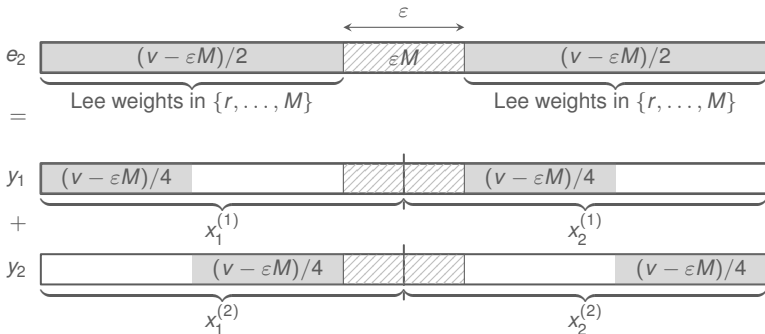 ε
e₂ (v − εM)/2 εM (v − εM)/2
Lee weights in {r, . . . , M} Lee weights in {r, . . . , M}
=
y₁ (v − εM)/4 (v − εM)/4
x₁⁽¹⁾ x₂⁽¹⁾
+
y₂ (v − εM)/4 (v − εM)/4
x₁⁽²⁾ x₂⁽²⁾